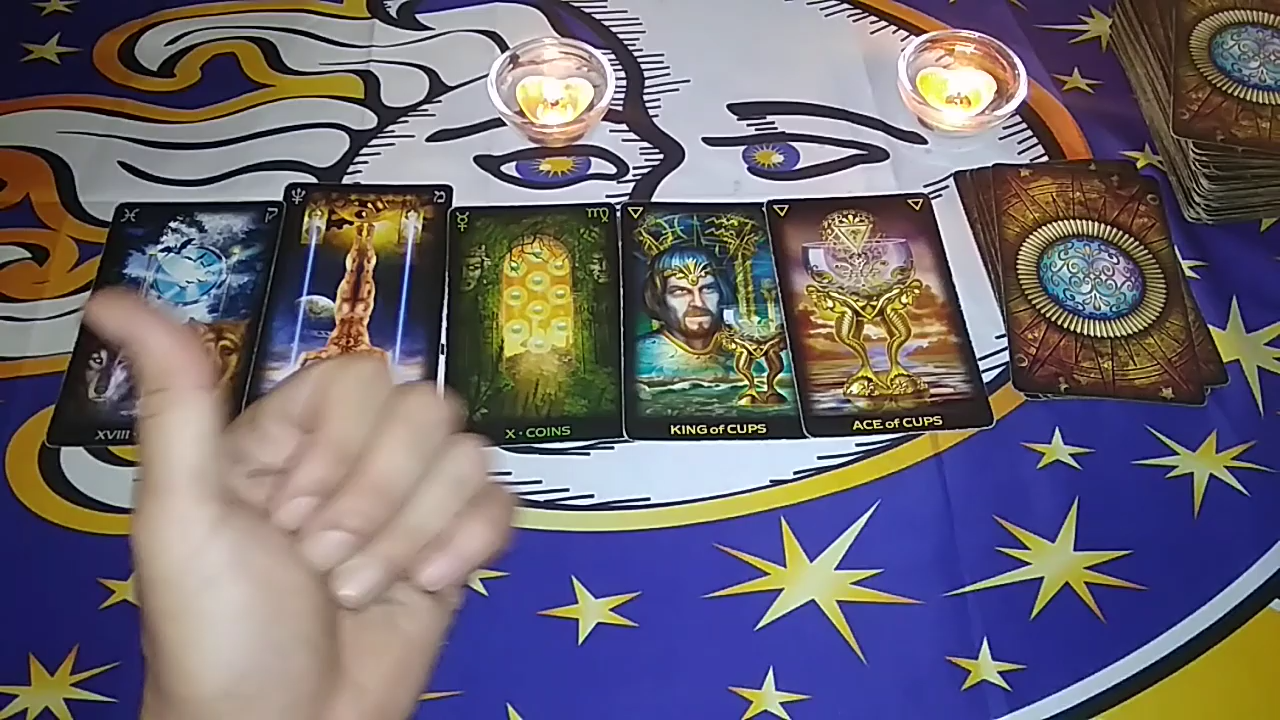 XVIII
X • COINS
KING of CUPS
ACE of CUPS